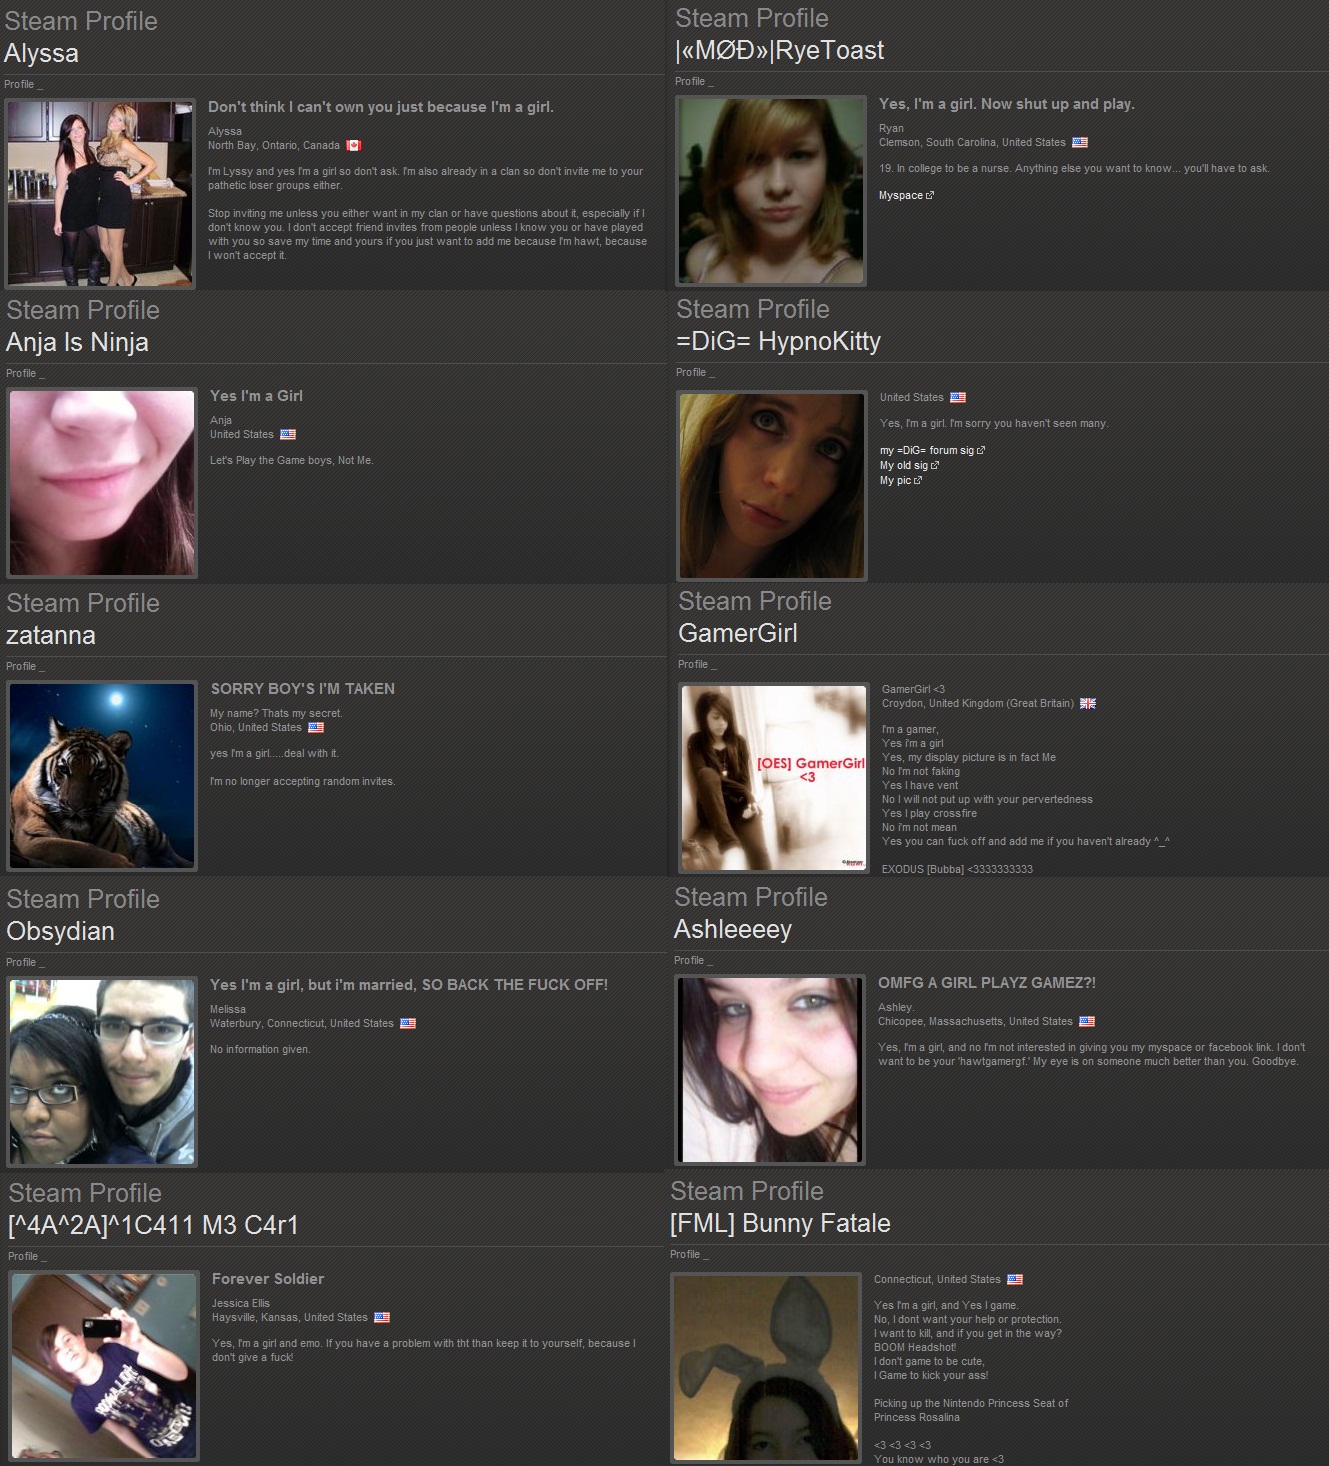 Steam Profile
Alyssa
Profile _
Don't think I can't own you just because I'm a girl.
Alyssa
North Bay, Ontario, Canada
I'm Lyssy and yes I'm a girl so don't ask. I'm also already in a clan so don't invite me to your
pathetic loser groups either.
Stop inviting me unless you either want in my clan or have questions about it, especially if I
don't know you. I don't accept friend invites from people unless I know you or have played
with you so save my time and yours if you just want to add me because I'm hawt, because
I won't accept it.
Steam Profile
|«MØĐ»|RyeToast
Profile _
Yes, I'm a girl. Now shut up and play.
Ryan
Clemson, South Carolina, United States
19. In college to be a nurse. Anything else you want to know... you'll have to ask.
Myspace
Steam Profile
Anja Is Ninja
Profile _
Yes I'm a Girl
Anja
United States
Let's Play the Game boys, Not Me.
Steam Profile
=DiG= HypnoKitty
Profile _
United States
Yes, I'm a girl. I'm sorry you haven't seen many.
my =DiG= forum sig
My old sig
My pic
Steam Profile
zatanna
Profile _
SORRY BOY'S I'M TAKEN
My name? Thats my secret.
Ohio, United States
yes I'm a girl.....deal with it.
I'm no longer accepting random invites.
Steam Profile
GamerGirl
Profile _
[OES] GamerGirl
<3
GamerGirl <3
Croydon, United Kingdom (Great Britain)
I'm a gamer,
Yes i'm a girl
Yes, my display picture is in fact Me
No I'm not faking
Yes I have vent
No I will not put up with your pervertedness
Yes I play crossfire
No i'm not mean
Yes you can fuck off and add me if you haven't already ^_^
EXODUS [Bubba] <3333333333
Steam Profile
Obsydian
Profile _
Yes I'm a girl, but i'm married, SO BACK THE FUCK OFF!
Melissa
Waterbury, Connecticut, United States
No information given.
Steam Profile
Ashleeeey
Profile _
OMFG A GIRL PLAYZ GAMEZ?!
Ashley.
Chicopee, Massachusetts, United States
Yes, I'm a girl, and no I'm not interested in giving you my myspace or facebook link. I don't
want to be your 'hawtgamergf.' My eye is on someone much better than you. Goodbye.
Steam Profile
[^4A^2A]^1C411 M3 C4r1
Profile _
Forever Soldier
Jessica Ellis
Haysville, Kansas, United States
Yes, I'm a girl and emo. If you have a problem with tht than keep it to yourself, because I
don't give a fuck!
Steam Profile
[FML] Bunny Fatale
Profile _
Connecticut, United States
Yes I'm a girl, and Yes I game.
No, I dont want your help or protection.
I want to kill, and if you get in the way?
BOOM Headshot!
I don't game to be cute,
I Game to kick your ass!
Picking up the Nintendo Princess Seat of
Princess Rosalina
<3 <3 <3 <3
You know who you are <3